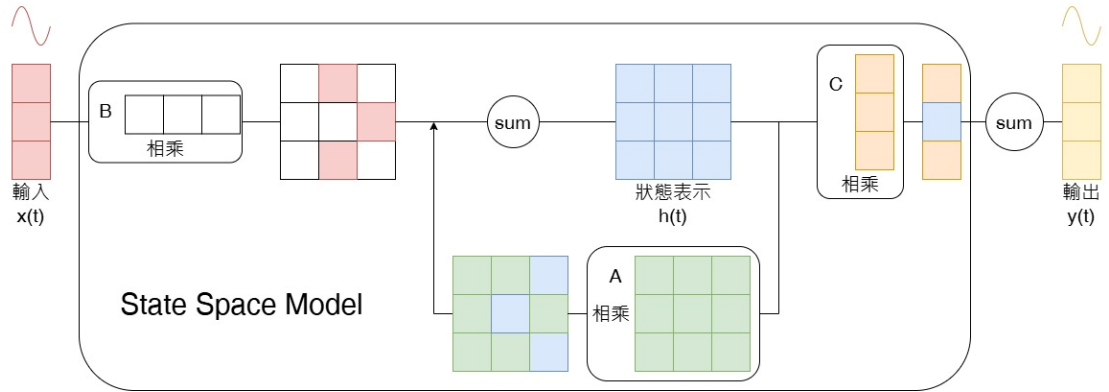 輸入
x(t)
B
相乘
sum
狀態表示
h(t)
A
相乘
C
相乘
sum
輸出
y(t)
State Space Model